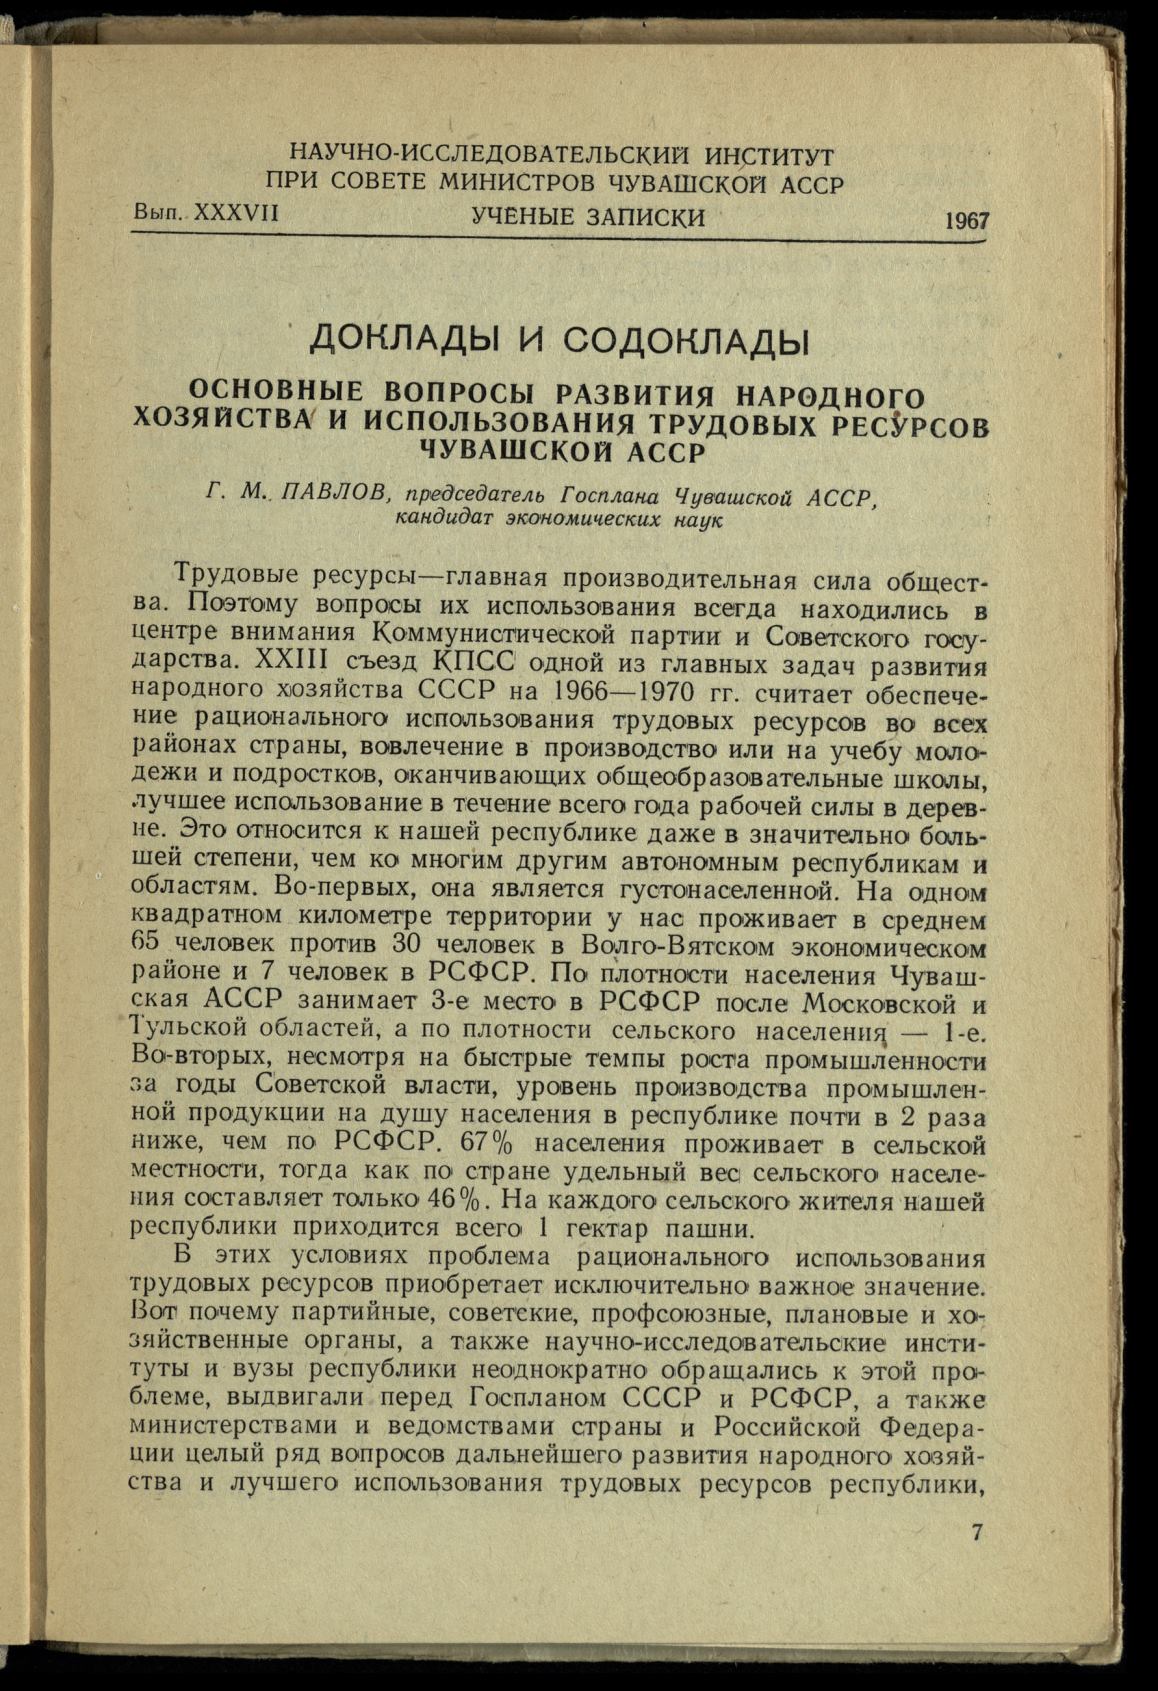 НАУЧНО-ИССЛЕДОВАТЕЛЬСКИЙ ИНСТИТУТ
ПРИ СОВЕТЕ МИНИСТРОВ ЧУВАШСКОЙ АССР
Вып. XXXVII УЧЕНЫЕ ЗАПИСКИ 1967
ДОКЛАДЫ И СОДОКЛАДЫ
ОСНОВНЫЕ ВОПРОСЫ РАЗВИТИЯ НАРОДНОГО
ХОЗЯЙСТВА И ИСПОЛЬЗОВАНИЯ ТРУДОВЫХ РЕСУРСОВ
ЧУВАШСКОЙ АССР
Г. М. ПАВЛОВ, председатель Госплана Чувашской АССР,
кандидат экономических наук
Трудовые ресурсы—главная производительная сила общест-
ва. Поэтому вопросы их использования всегда находились в
центре внимания Коммунистической партии и Советского госу-
дарства. XXIII съезд КПСС одной из главных задач развития
народного хозяйства СССР на 1966—1970 гг. считает обеспече-
ние рационального использования трудовых ресурсов во всех
районах страны, вовлечение в производство или на учебу моло-
дежи и подростков, оканчивающих общеобразовательные школы,
лучшее использование в течение всего года рабочей силы в дерев-
не. Это относится к нашей республике даже в значительно боль-
шей степени, чем ко многим другим автономным республикам и
областям. Во-первых, она является густонаселенной. На одном
квадратном километре территории у нас проживает в среднем
65 человек против 30 человек в Волго-Вятском экономическом
районе и 7 человек в РСФСР. По плотности населения Чуваш-
ская АССР занимает 3-е место в РСФСР после Московской и
Тульской областей, а по плотности сельского населения — 1-е.
Во-вторых, несмотря на быстрые темпы роста промышленности
за годы Советской власти, уровень производства промышлен-
ной продукции на душу населения в республике почти в 2 раза
ниже, чем по РСФСР. 67% населения проживает в сельской
местности, тогда как по стране удельный вес сельского населе-
ния составляет только 46%. На каждого сельского жителя нашей
республики приходится всего 1 гектар пашни.
В этих условиях проблема рационального использования
трудовых ресурсов приобретает исключительно важное значение.
Вот почему партийные, советские, профсоюзные, плановые и хо-
зяйственные органы, а также научно-исследовательские инсти-
туты и вузы республики неоднократно обращались к этой про-
блеме, выдвигали перед Госпланом СССР и РСФСР, а также
министерствами и ведомствами страны и Российской Федера-
ции целый ряд вопросов дальнейшего развития народного хозяй-
ства и лучшего использования трудовых ресурсов республики,
7